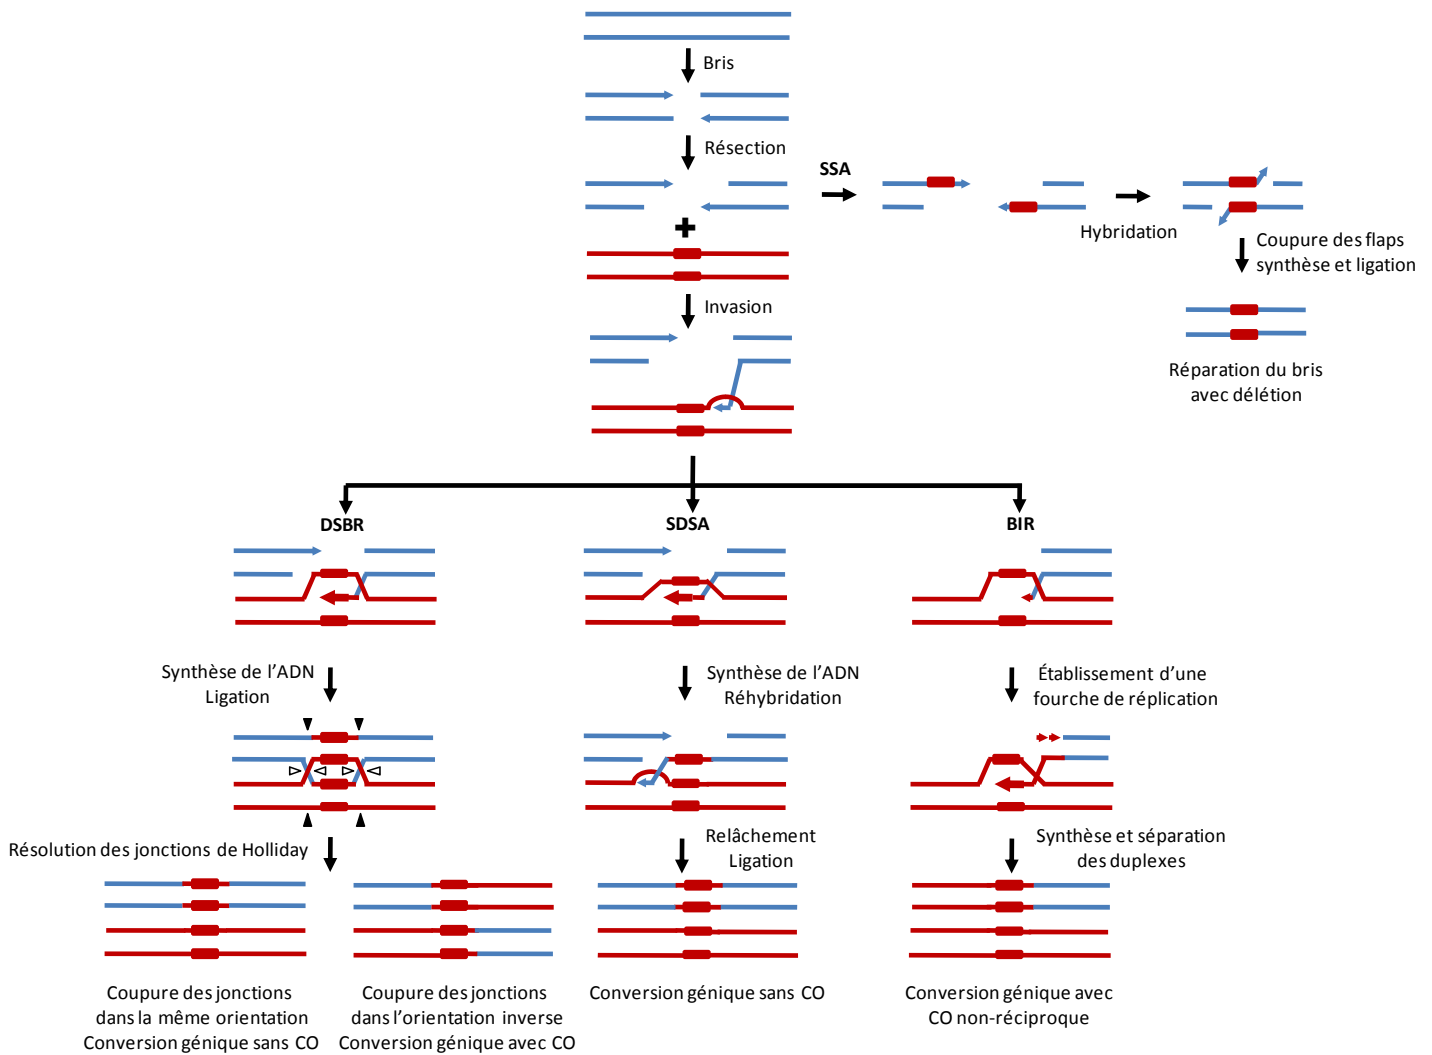 Bris
Résection
SSA
Hybridation
Coupure des flaps
synthèse et ligation
Réparation du bris
avec délétion
Invasion
DSBR
SDSA
BIR
Synthèse de l'ADN
Ligation
Synthèse de l'ADN
Réhybridation
Établissement d'une
fourche de réplication
Résolution des jonctions de Holliday
Relâchement
Ligation
Synthèse et séparation
des duplexes
Coupure des jonctions
dans la même orientation
Conversion génique sans CO
Coupure des jonctions
dans l'orientation inverse
Conversion génique avec CO
Conversion génique sans CO
Conversion génique avec
CO non-réciproque